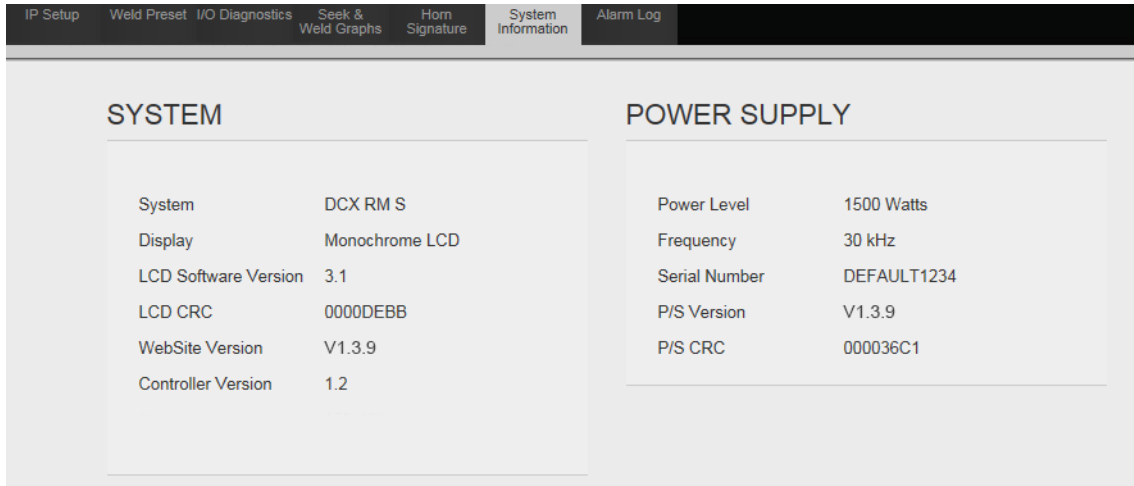 IP Setup
Weld Preset
I/O Diagnostics
Seek &
Weld Graphs
Horn
Signature
System
Information
Alarm Log
SYSTEM
System DCX RM S
Display Monochrome LCD
LCD Software Version 3.1
LCD CRC 0000DEBB
WebSite Version V1.3.9
Controller Version 1.2
POWER SUPPLY
Power Level 1500 Watts
Frequency 30 kHz
Serial Number DEFAULT1234
P/S Version V1.3.9
P/S CRC 000036C1